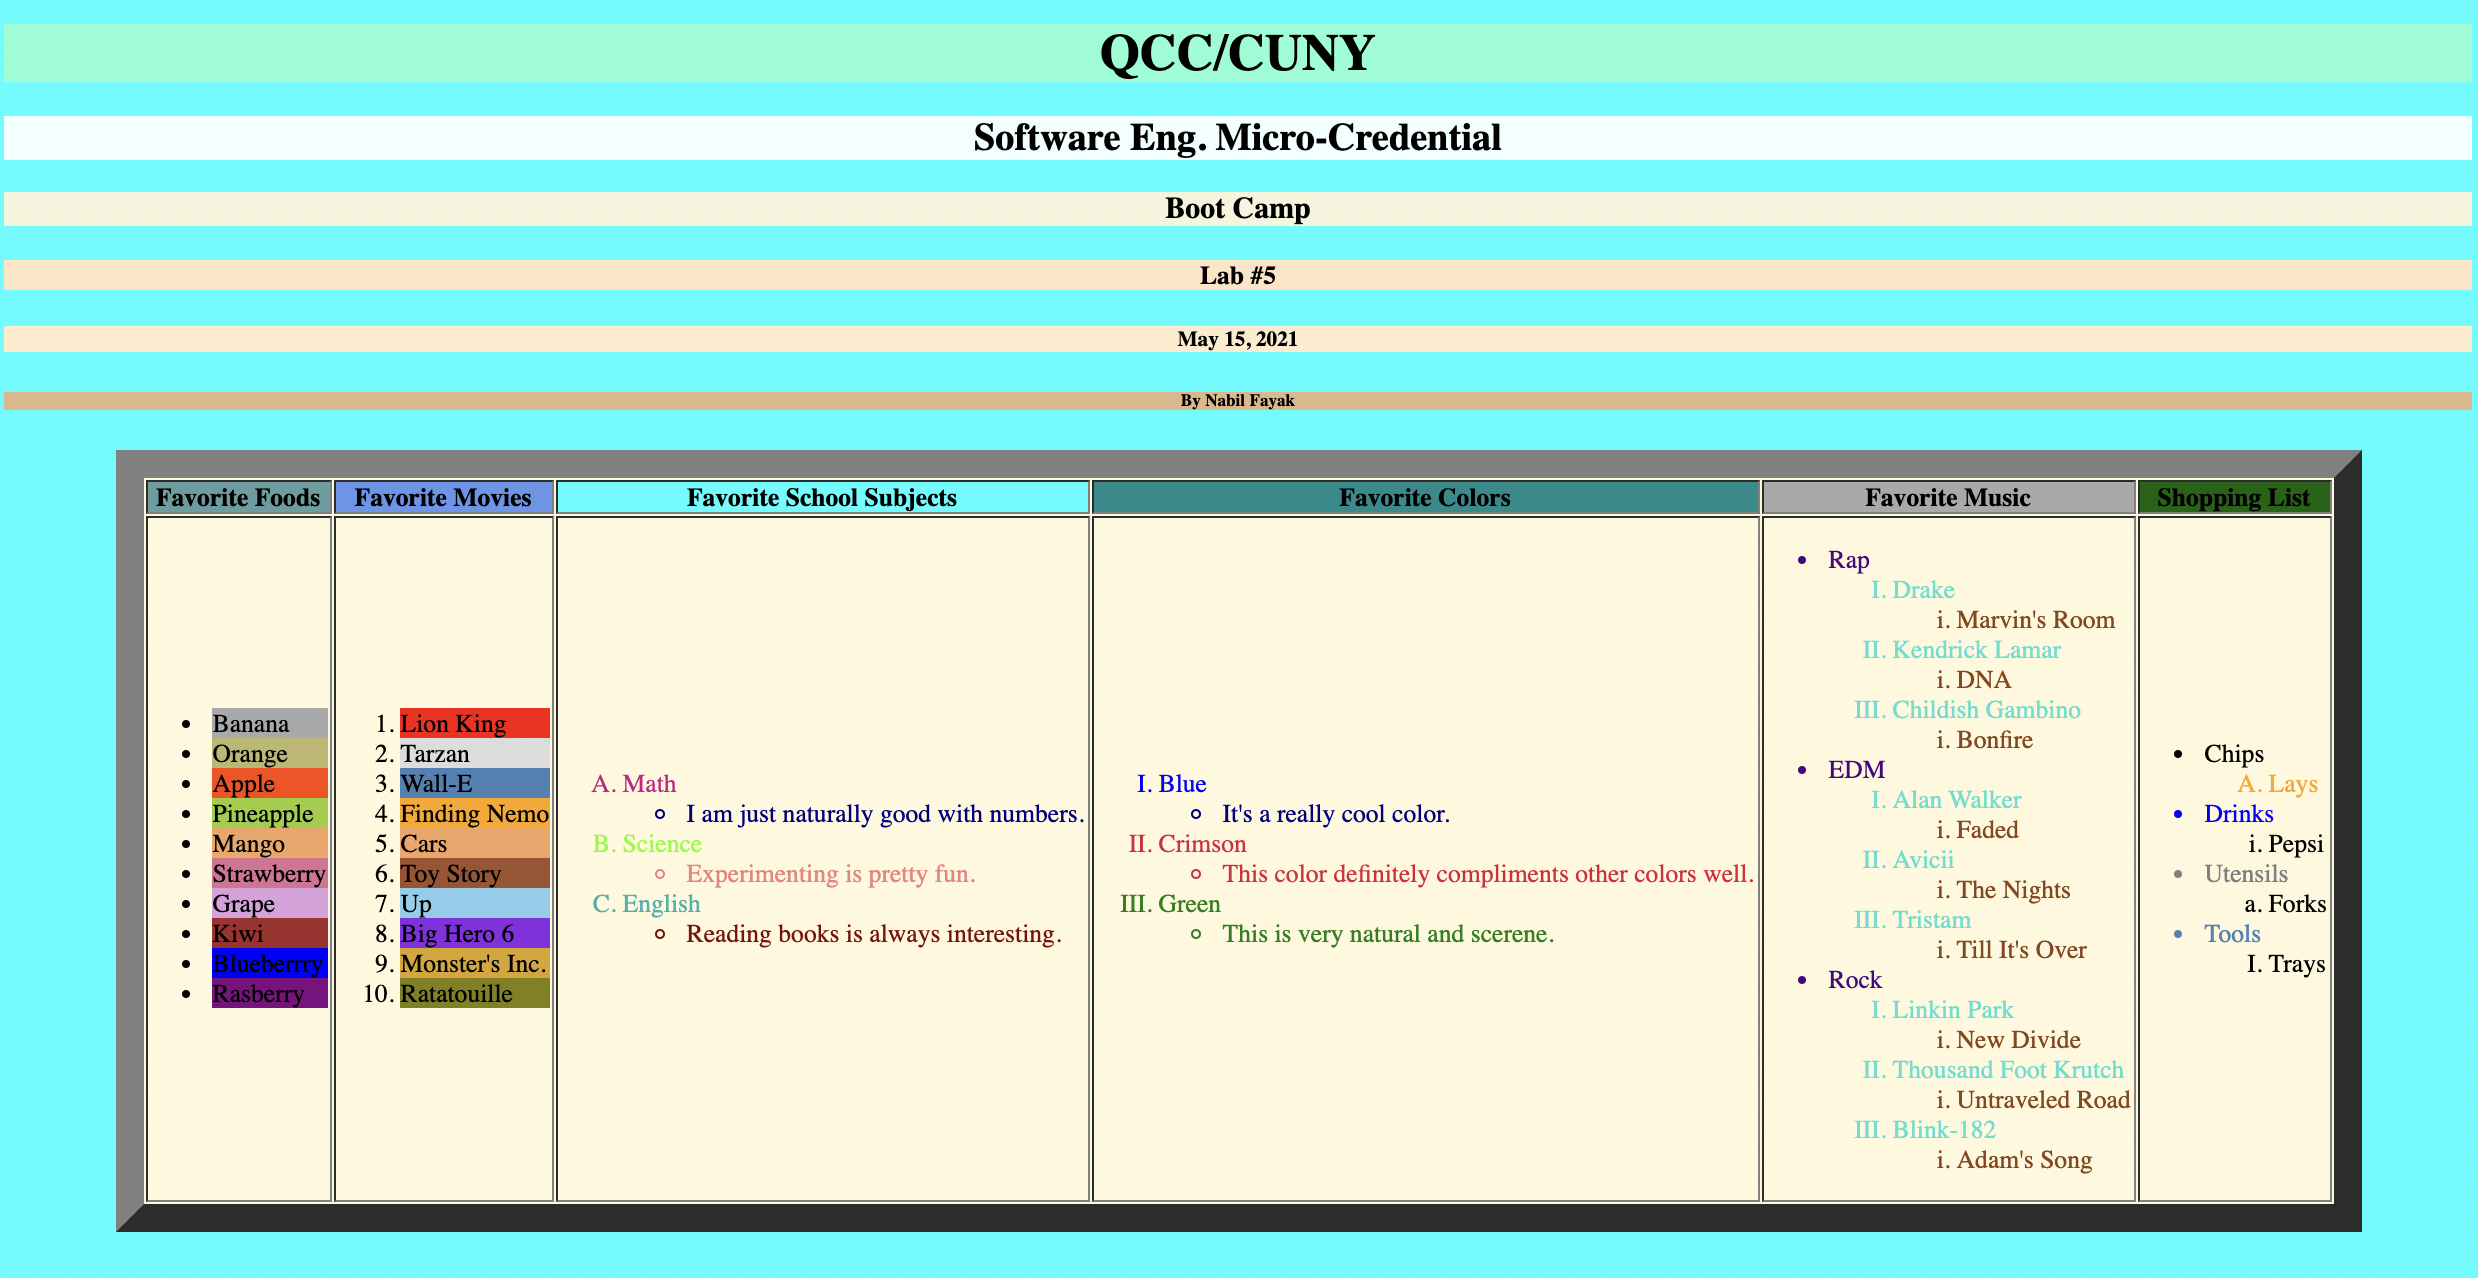 QCC/CUNY
Software Eng. Micro-Credential
Boot Camp
Lab #5
May 15, 2021
By Nabil Fayak
Favorite Foods
Favorite Movies
Favorite School Subjects
Favorite Colors
Favorite Music
Shopping List
• Banana
• Orange
• Apple
• Pineapple
• Mango
• Strawberry
• Grape
• Kiwi
• Blueberrry
• Rasberry
1. Lion King
2. Tarzan
3. Wall-E
4. Finding Nemo
5. Cars
6. Toy Story
7. Up
8. Big Hero 6
9. Monster's Inc.
10. Ratatouille
A. Math
◦ I am just naturally good with numbers.
B. Science
◦ Experimenting is pretty fun.
C. English
◦ Reading books is always interesting.
I. Blue
◦ It's a really cool color.
II. Crimson
◦ This color definitely compliments other colors well.
III. Green
◦ This is very natural and scerene.
• Rap
I. Drake
i. Marvin's Room
II. Kendrick Lamar
i. DNA
III. Childish Gambino
i. Bonfire
• EDM
I. Alan Walker
i. Faded
II. Avicii
i. The Nights
III. Tristam
i. Till It's Over
• Rock
I. Linkin Park
i. New Divide
II. Thousand Foot Krutch
i. Untraveled Road
III. Blink-182
i. Adam's Song
• Chips
A. Lays
• Drinks
i. Pepsi
• Utensils
a. Forks
• Tools
I. Trays